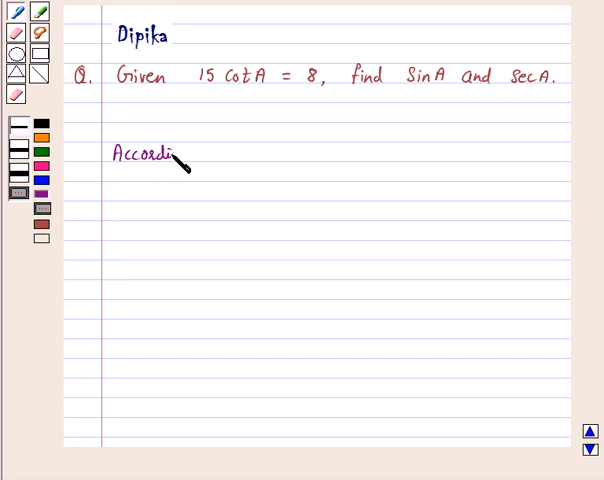 Dipika
Q. Given 15 cot A = 8, find Sin A and sec A.
Accordi